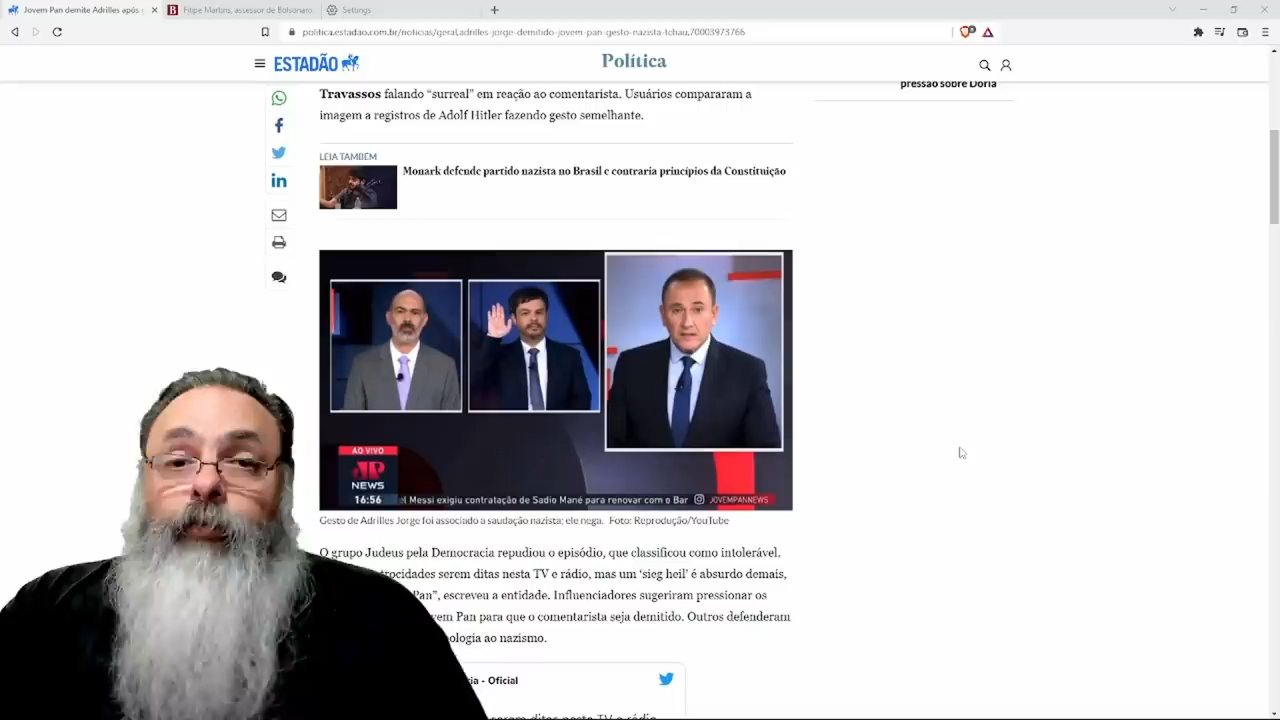 Jovem Pan demite Adrilles após
Filipe Martins, assessor de Bolsonaro
Settings
politica.estadao.com.br/noticias/geral,adrilles-jorge-demitido-jovem-pan-gesto-nazista-tchau,70003973766
ESTADÃO
Política
pressão sobre Doria
Travassos falando “surreal” em reação ao comentarista. Usuários compararam a
imagem a registros de Adolf Hitler fazendo gesto semelhante.
LEIA TAMBÉM
Monark defende partido nazista no Brasil e contraria princípios da Constituição
AO VIVO
JP
NEWS
16:56
el Messi exigiu contratação de Sadio Mané para renovar com o Bar
JOVEMPANNEWS
Gesto de Adrilles Jorge foi associado a saudação nazista; ele nega. Foto: Reprodução/YouTube
O grupo Judeus pela Democracia repudiou o episódio, que classificou como intolerável.
trocidades serem ditas nesta TV e rádio, mas um ‘sieg heil’ é absurdo demais,
Pan”, escreveu a entidade. Influenciadores sugeriram pressionar os
vem Pan para que o comentarista seja demitido. Outros defenderam
ologia ao nazismo.
ia - Oficial
serem ditas nesta TV e rádio